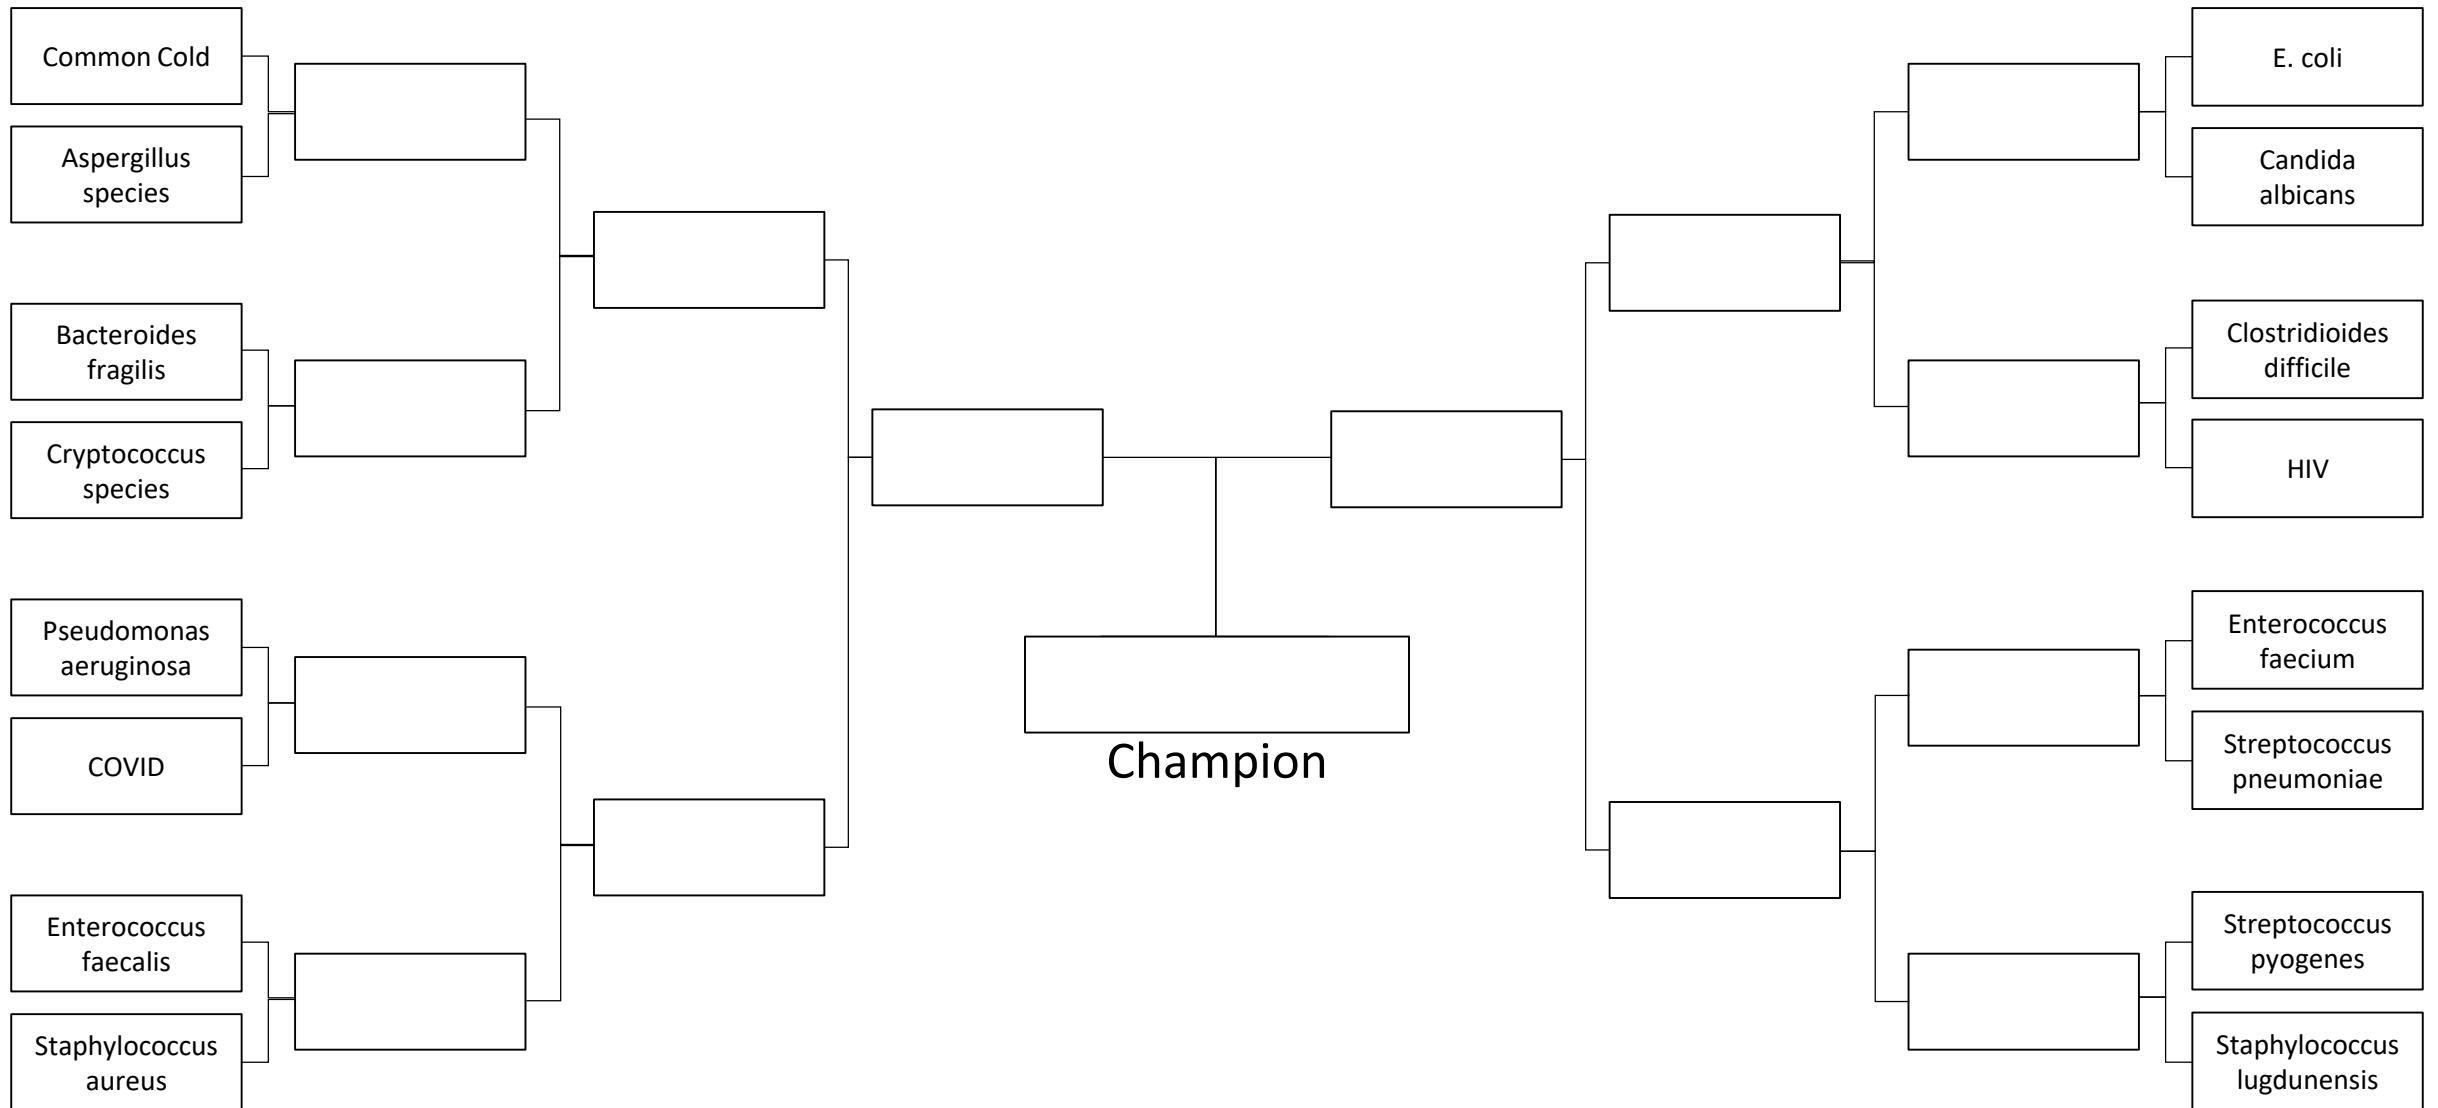 Common Cold
Aspergillus
species
Bacteroides
fragilis
Cryptococcus
species
Pseudomonas
aeruginosa
COVID
Enterococcus
faecalis
Staphylococcus
aureus
Champion
E. coli
Candida
albicans
Clostridioides
difficile
HIV
Enterococcus
faecium
Streptococcus
pneumoniae
Streptococcus
pyogenes
Staphylococcus
lugdunensis